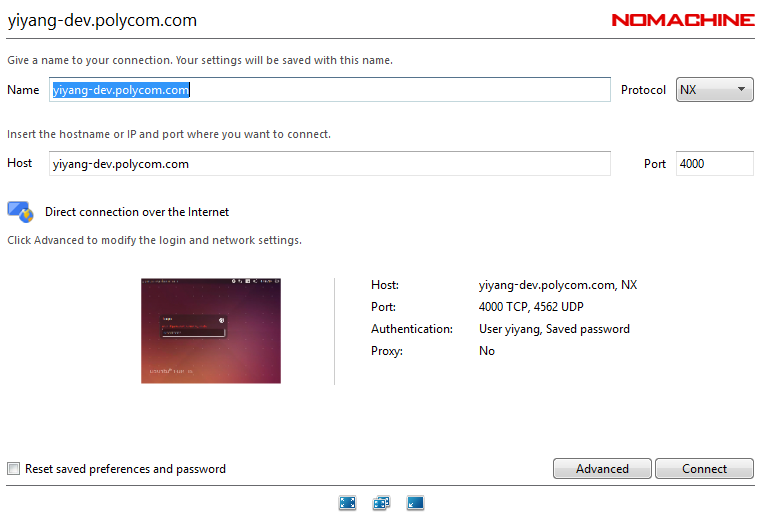 yiyang-dev.polycom.com
NOMACHINE
Give a name to your connection. Your settings will be saved with this name.
Name yiyang-dev.polycom.com Protocol NX
Insert the hostname or IP and port where you want to connect.
Host yiyang-dev.polycom.com Port 4000
Direct connection over the Internet
Click Advanced to modify the login and network settings.
Host: yiyang-dev.polycom.com, NX
Port: 4000 TCP, 4562 UDP
Authentication: User yiyang, Saved password
Proxy: No
Reset saved preferences and password Advanced Connect